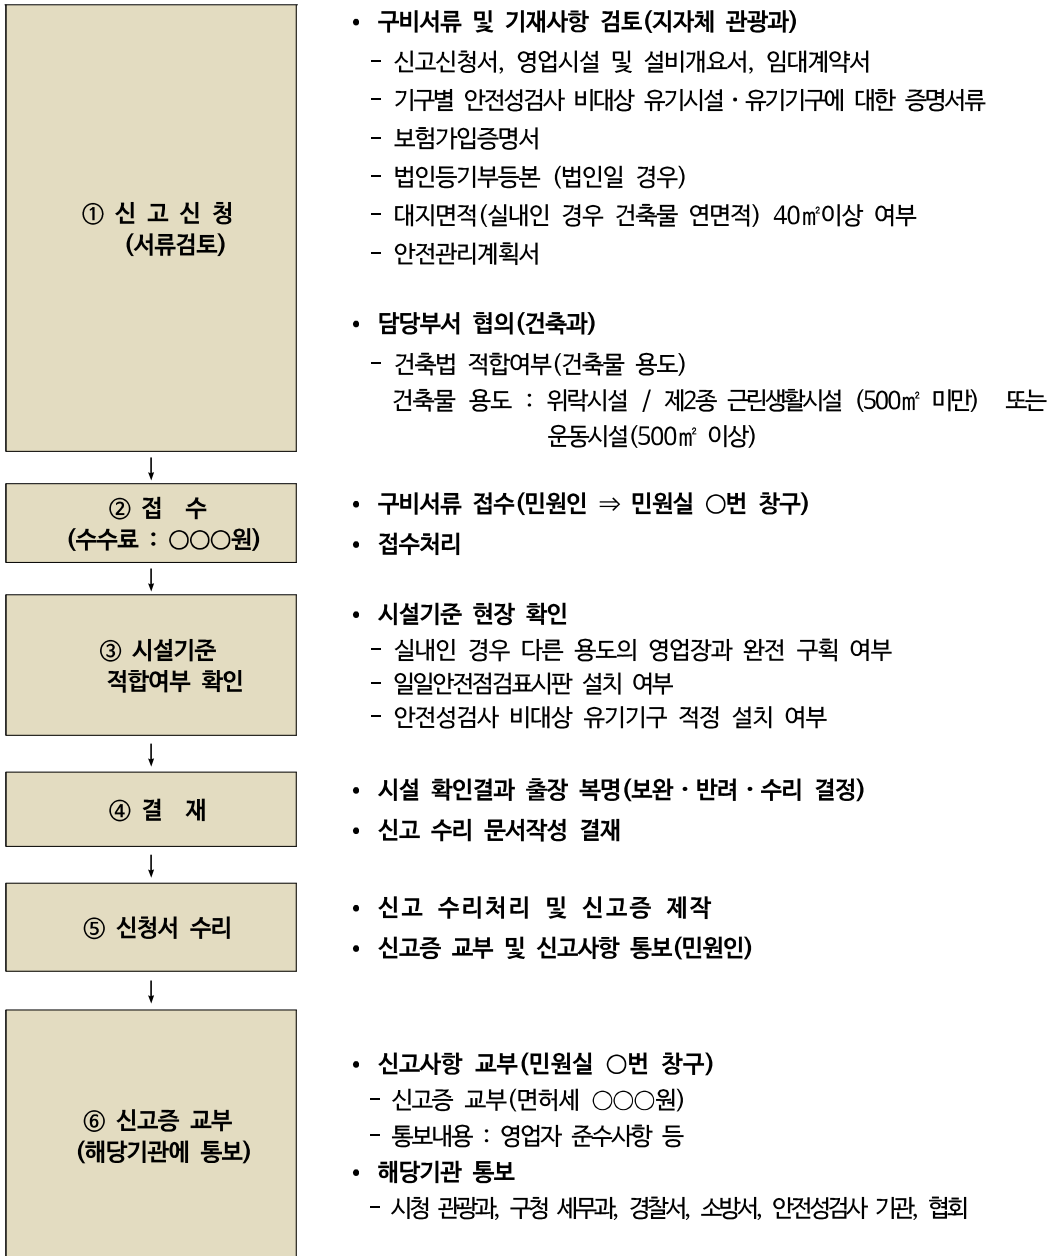 ① 신 고 신 청
(서류검토)
• 구비서류 및 기재사항 검토(지자체 관광과)
- 신고신청서, 영업시설 및 설비개요서, 임대계약서
- 기구별 안전성검사 비대상 유기시설·유기기구에 대한 증명서류
- 보험가입증명서
- 법인등기부등본 (법인일 경우)
- 대지면적(실내인 경우 건축물 연면적) 40㎡이상 여부
- 안전관리계획서
• 담당부서 협의(건축과)
- 건축법 적합여부(건축물 용도)
건축물 용도 : 위락시설 / 제2종 근린생활시설 (500㎡ 미만) 또는
운동시설(500㎡ 이상)
↓
② 접 수
(수수료 : ○○○원)
• 구비서류 접수(민원인 ⇒ 민원실 ○번 창구)
• 접수처리
↓
③ 시설기준
적합여부 확인
• 시설기준 현장 확인
- 실내인 경우 다른 용도의 영업장과 완전 구획 여부
- 일일안전점검표시판 설치 여부
- 안전성검사 비대상 유기기구 적정 설치 여부
↓
④ 결 재
• 시설 확인결과 출장 복명(보완·반려·수리 결정)
• 신고 수리 문서작성 결재
↓
⑤ 신청서 수리
• 신고 수리처리 및 신고증 제작
• 신고증 교부 및 신고사항 통보(민원인)
↓
⑥ 신고증 교부
(해당기관에 통보)
• 신고사항 교부(민원실 ○번 창구)
- 신고증 교부(면허세 ○○○원)
- 통보내용 : 영업자 준수사항 등
• 해당기관 통보
- 시청 관광과, 구청 세무과, 경찰서, 소방서, 안전성검사 기관, 협회